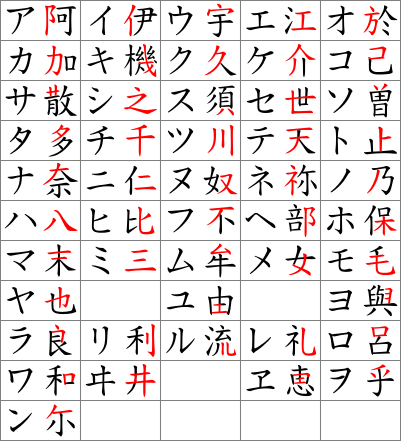 ア阿 イ伊 ウ宇 エ江 オ於
カ加 キ機 ク久 ケ介 コ己
サ散 シ之 ス須 セ世 ソ曽
タ多 チ千 ツ川 テ天 ト止
ナ奈 ニ仁 ヌ奴 ネ祢 ノ乃
ハ八 ヒ比 フ不 ヘ部 ホ保
マ末 ミ三 ム牟 メ女 モ毛
ヤ也 ユ由 ヨ與
ラ良 リ利 ル流 レ礼 ロ呂
ワ和 ヰ井 ヱ恵 ヲ乎
ン尓